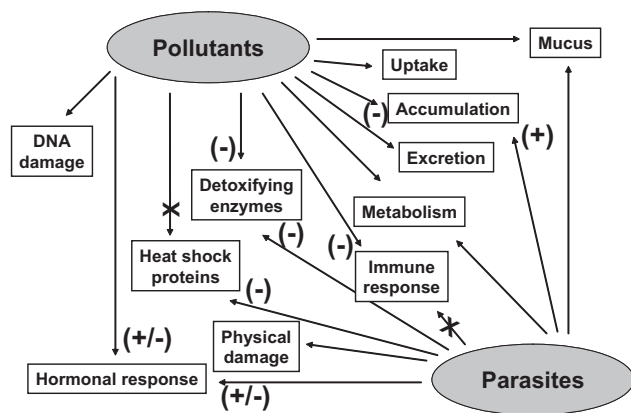 Pollutants
Mucus
Uptake
(-)
Accumulation
(+)
DNA
damage
(-)
Excretion
Detoxifying
enzymes
Metabolism
(-)
(-)
Heat shock
proteins
Immune
response
(-)
(+/-)
Physical
damage
Hormonal response
(+/-)
Parasites